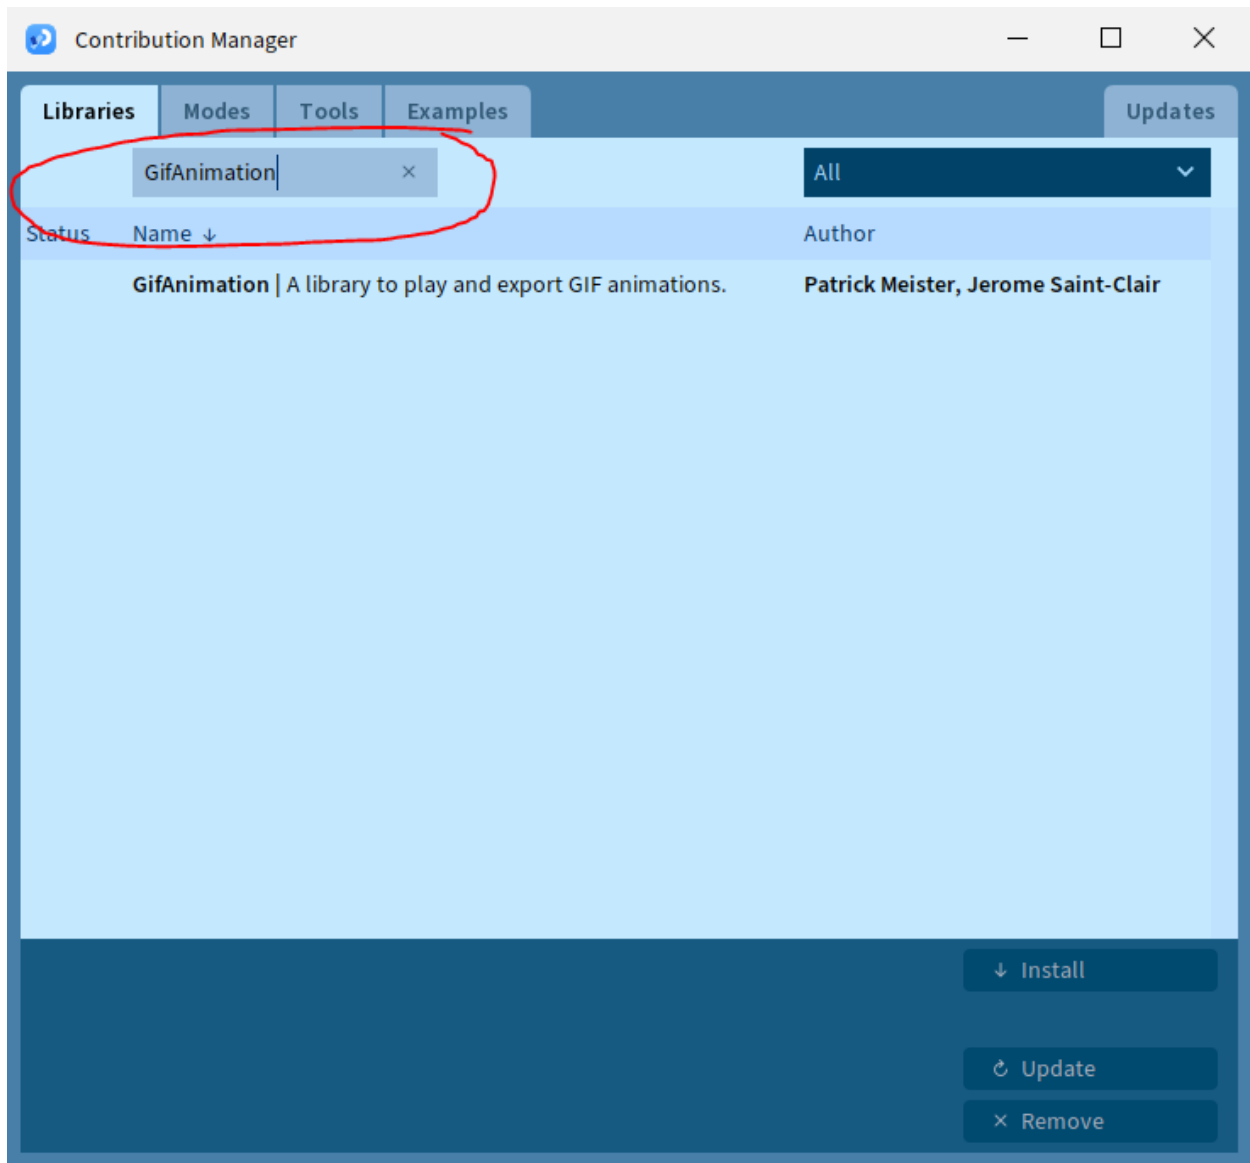 Contribution Manager
Libraries Modes Tools Examples Updates
GifAnimation × All
Status Name ↓ Author
GifAnimation | A library to play and export GIF animations. Patrick Meister, Jerome Saint-Clair
↓ Install
↻ Update
× Remove